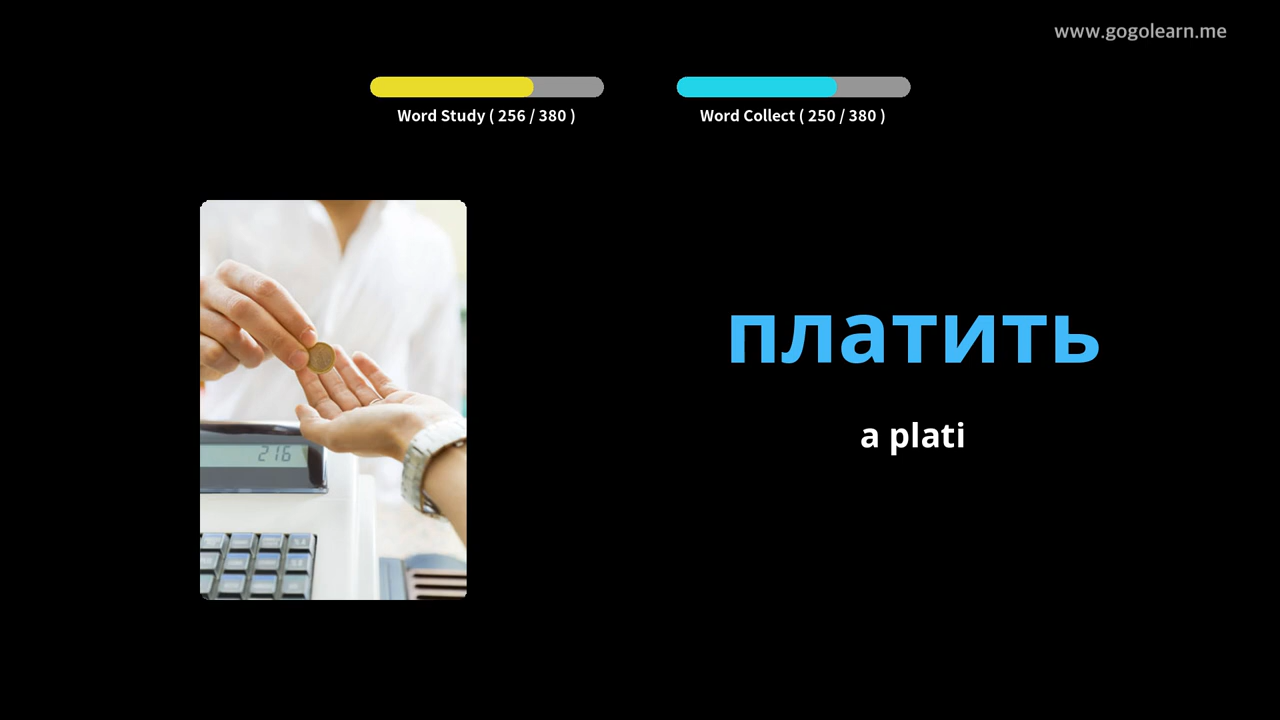 www.gogolearn.me
Word Study ( 256 / 380 )
Word Collect ( 250 / 380 )
платить
a plati
216